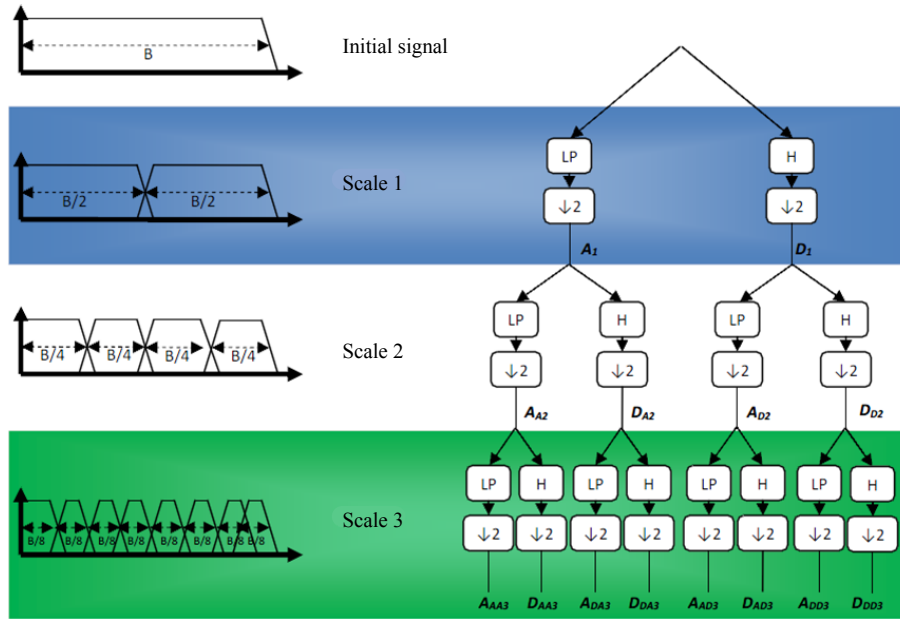 B
Initial signal
LP H
↓2 ↓2
B/2 B/2
Scale 1
A1 D1
LP H LP H
↓2 ↓2 ↓2 ↓2
B/4 B/4 B/4 B/4
Scale 2
AA2 DA2 AD2 DD2
LP H LP H LP H LP H
↓2 ↓2 ↓2 ↓2 ↓2 ↓2 ↓2 ↓2
B/8 B/8 B/8 B/8 B/8 B/8 B/8 B/8
Scale 3
AAA3 DAA3 ADA3 DDA3 AAD3 DAD3 ADD3 DDD3